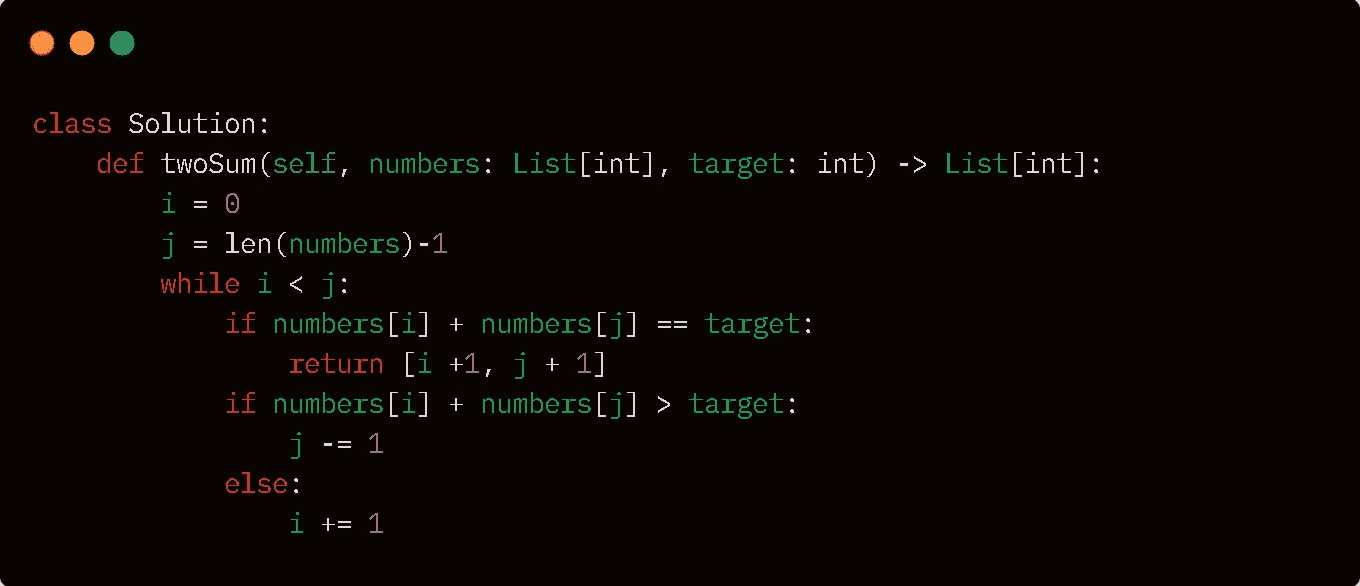 class Solution:
    def twoSum(self, numbers: List[int], target: int) -> List[int]:
        i = 0
        j = len(numbers)-1
        while i < j:
            if numbers[i] + numbers[j] == target:
                return [i +1, j + 1]
            if numbers[i] + numbers[j] > target:
                j -= 1
            else:
                i += 1